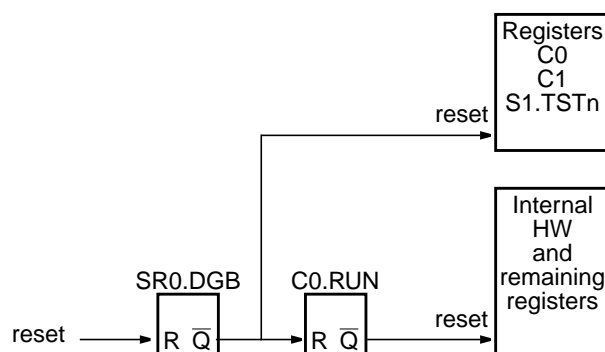 Registers
C0
C1
S1.TSTn
reset
Internal
HW
and
remaining
registers
SR0.DGB
C0.RUN
reset
reset
R Q̅
R Q̅